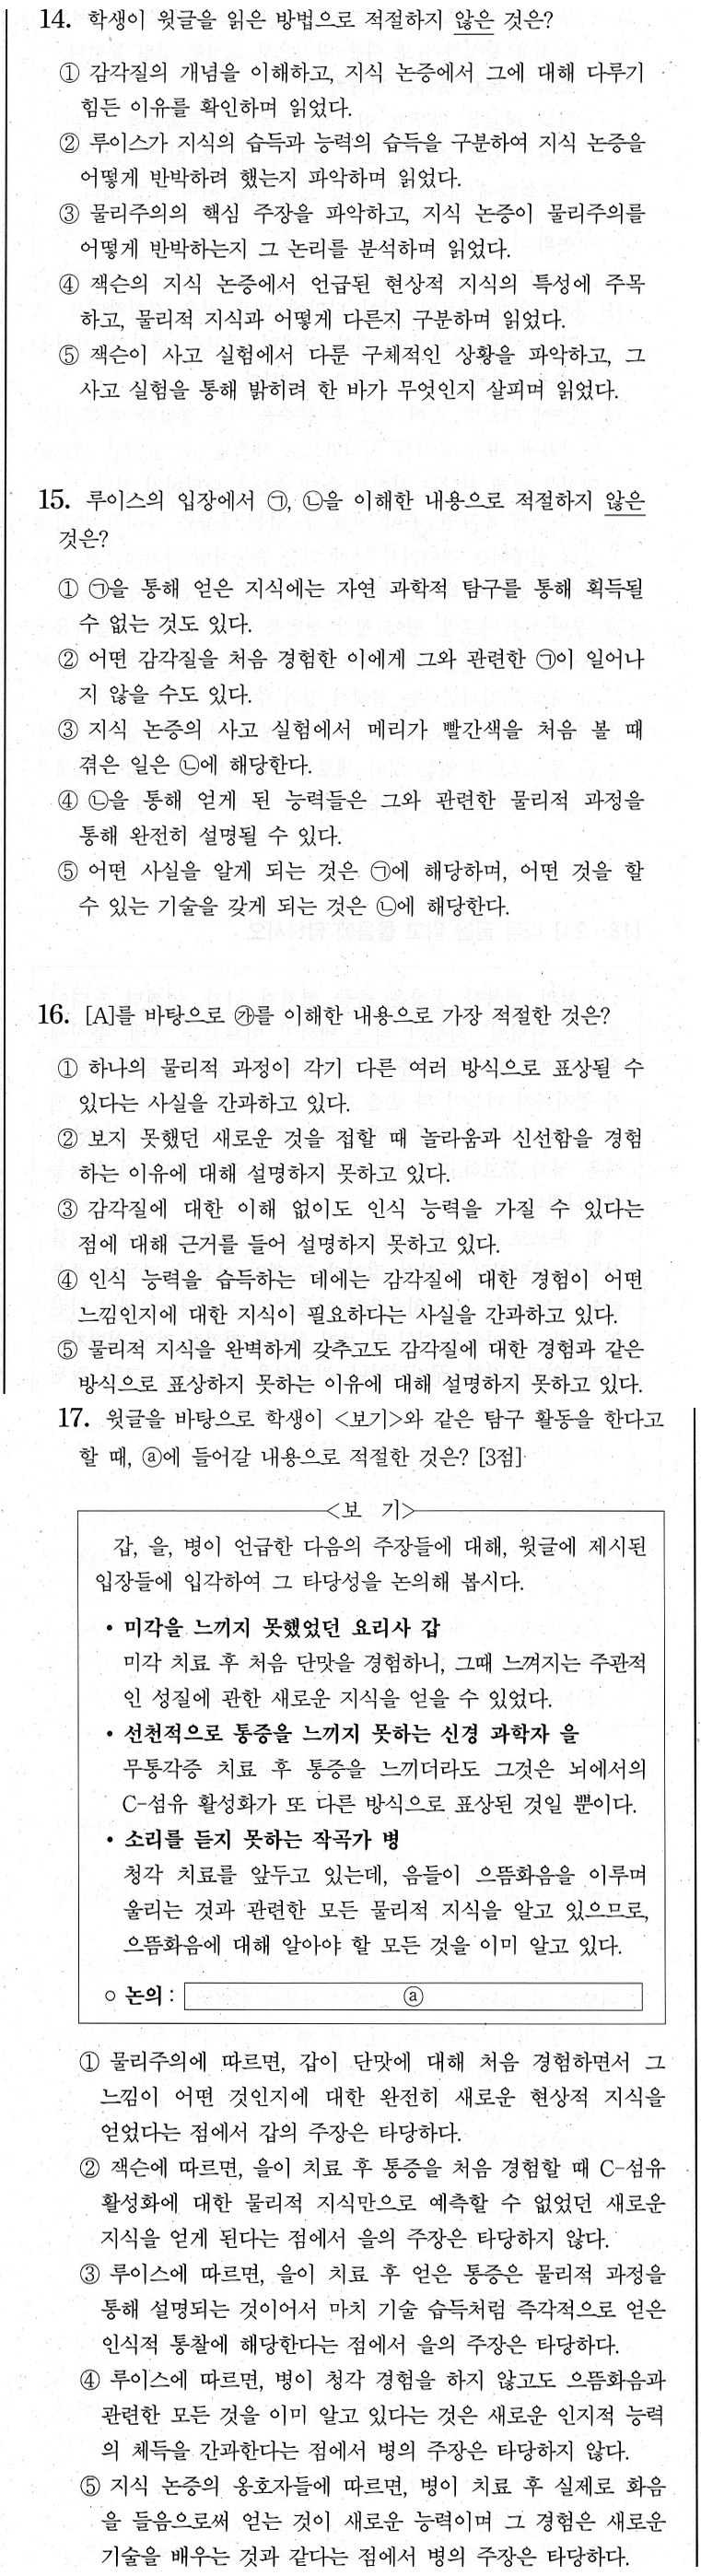 14. 학생이 윗글을 읽은 방법으로 적절하지 않은 것은?
① 감각질의 개념을 이해하고, 지식 논증에서 그에 대해 다루기
힘든 이유를 확인하며 읽었다.
② 루이스가 지식의 습득과 능력의 습득을 구분하여 지식 논증을
어떻게 반박하려 했는지 파악하며 읽었다.
③ 물리주의의 핵심 주장을 파악하고, 지식 논증이 물리주의를
어떻게 반박하는지 그 논리를 분석하며 읽었다.
④ 잭슨의 지식 논증에서 언급된 현상적 지식의 특성에 주목
하고, 물리적 지식과 어떻게 다른지 구분하며 읽었다.
⑤ 잭슨이 사고 실험에서 다룬 구체적인 상황을 파악하고, 그
사고 실험을 통해 밝히려 한 바가 무엇인지 살피며 읽었다.
15. 루이스의 입장에서 ㉠, ㉡을 이해한 내용으로 적절하지 않은
것은?
① ㉠을 통해 얻은 지식에는 자연 과학적 탐구를 통해 획득될
수 없는 것도 있다.
② 어떤 감각질을 처음 경험한 이에게 그와 관련한 ㉠이 일어나
지 않을 수도 있다.
③ 지식 논증의 사고 실험에서 메리가 빨간색을 처음 볼 때
겪은 일은 ㉡에 해당한다.
④ ㉡을 통해 얻게 된 능력들은 그와 관련한 물리적 과정을
통해 완전히 설명될 수 있다.
⑤ 어떤 사실을 알게 되는 것은 ㉠에 해당하며, 어떤 것을 할
수 있는 기술을 갖게 되는 것은 ㉡에 해당한다.
16. [A]를 바탕으로 ㉮를 이해한 내용으로 가장 적절한 것은?
① 하나의 물리적 과정이 각기 다른 여러 방식으로 표상될 수
있다는 사실을 간과하고 있다.
② 보지 못했던 새로운 것을 접할 때 놀라움과 신선함을 경험
하는 이유에 대해 설명하지 못하고 있다.
③ 감각질에 대한 이해 없이도 인식 능력을 가질 수 있다는
점에 대해 근거를 들어 설명하지 못하고 있다.
④ 인식 능력을 습득하는 데에는 감각질에 대한 경험이 어떤
느낌인지에 대한 지식이 필요하다는 사실을 간과하고 있다.
⑤ 물리적 지식을 완벽하게 갖추고도 감각질에 대한 경험과 같은
방식으로 표상하지 못하는 이유에 대해 설명하지 못하고 있다.
17. 윗글을 바탕으로 학생이 <보기>와 같은 탐구 활동을 한다고
할 때, ⓐ에 들어갈 내용으로 적절한 것은? [3점]
<보 기>
갑, 을, 병이 언급한 다음의 주장들에 대해, 윗글에 제시된
입장들에 입각하여 그 타당성을 논의해 봅시다.
• 미각을 느끼지 못했었던 요리사 갑
미각 치료 후 처음 단맛을 경험하니, 그때 느껴지는 주관적
인 성질에 관한 새로운 지식을 얻을 수 있었다.
• 선천적으로 통증을 느끼지 못하는 신경 과학자 을
무통각증 치료 후 통증을 느끼더라도 그것은 뇌에서의
C-섬유 활성화가 또 다른 방식으로 표상된 것일 뿐이다.
• 소리를 듣지 못하는 작곡가 병
청각 치료를 앞두고 있는데, 음들이 으뜸화음을 이루며
울리는 것과 관련한 모든 물리적 지식을 알고 있으므로,
으뜸화음에 대해 알아야 할 모든 것을 이미 알고 있다.
○ 논의 : ⓐ
① 물리주의에 따르면, 갑이 단맛에 대해 처음 경험하면서 그
느낌이 어떤 것인지에 대한 완전히 새로운 현상적 지식을
얻었다는 점에서 갑의 주장은 타당하다.
② 잭슨에 따르면, 을이 치료 후 통증을 처음 경험할 때 C-섬유
활성화에 대한 물리적 지식만으로 예측할 수 없었던 새로운
지식을 얻게 된다는 점에서 을의 주장은 타당하지 않다.
③ 루이스에 따르면, 을이 치료 후 얻은 통증은 물리적 과정을
통해 설명되는 것이어서 마치 기술 습득처럼 즉각적으로 얻은
인식적 통찰에 해당한다는 점에서 을의 주장은 타당하다.
④ 루이스에 따르면, 병이 청각 경험을 하지 않고도 으뜸화음과
관련한 모든 것을 이미 알고 있다는 것은 새로운 인지적 능력
의 체득을 간과한다는 점에서 병의 주장은 타당하지 않다.
⑤ 지식 논증의 옹호자들에 따르면, 병이 치료 후 실제로 화음
을 들음으로써 얻는 것이 새로운 능력이며 그 경험은 새로운
기술을 배우는 것과 같다는 점에서 병의 주장은 타당하다.